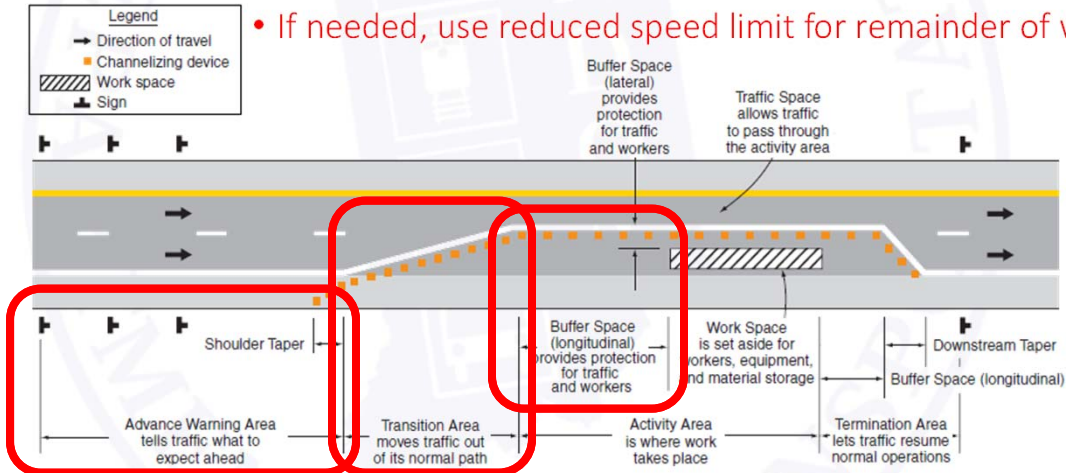 Legend
Direction of travel
Channelizing device
Work space
Sign
• If needed, use reduced speed limit for remainder of
Buffer Space
(lateral)
provides
protection
for traffic
and workers
Traffic Space
allows traffic
to pass through
the activity area
Shoulder Taper
Buffer Space
(longitudinal)
provides protection
for traffic
and workers
Work Space
is set aside for
workers, equipment,
and material storage
Downstream Taper
Buffer Space (longitudinal)
Advance Warning Area
tells traffic what to
expect ahead
Transition Area
moves traffic out
of its normal path
Activity Area
is where work
takes place
Termination Area
lets traffic resume
normal operations